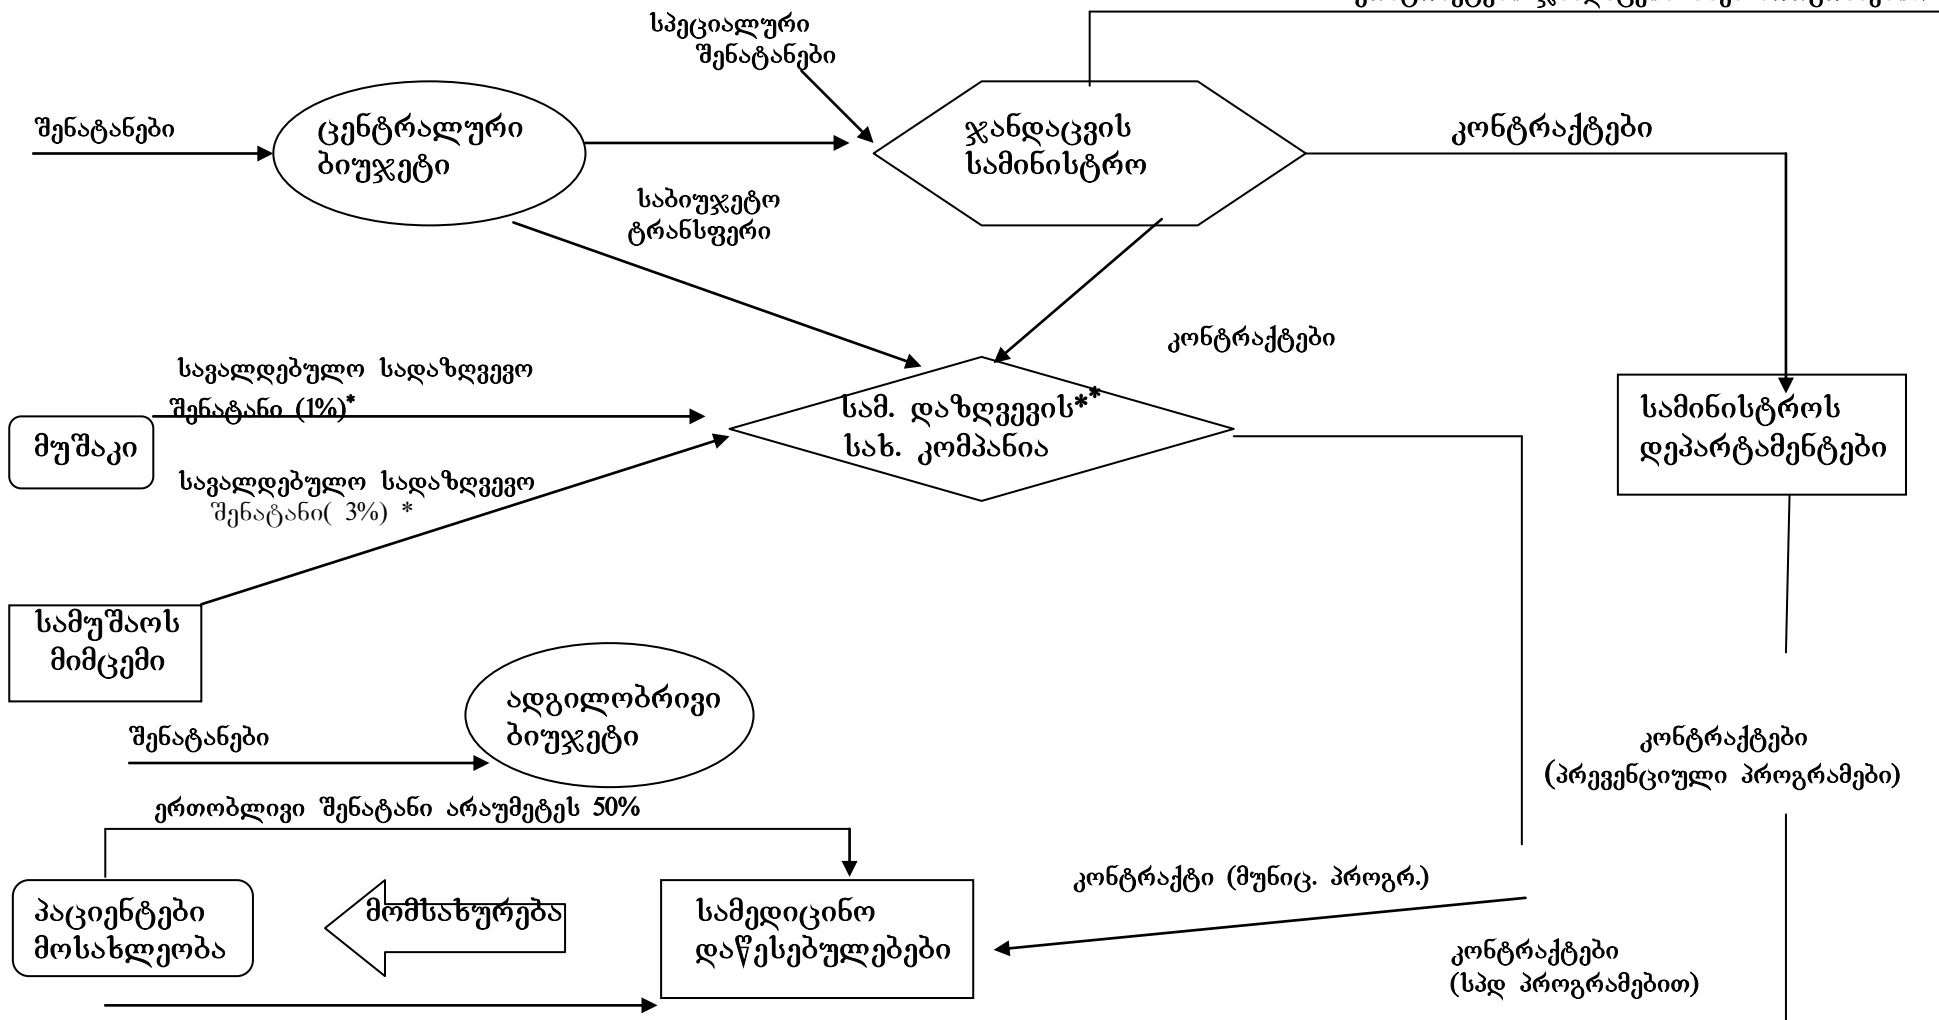 სპეციალური
შენატანები
შენატანები
ცენტრალური
ბიუჯეტი
ჯანდაცვის
სამინისტრო
კონტრაქტები
საბიუჯეტო
ტრანსფერი
კონტრაქტები
სავალდებულო სადაზღვევო
შენატანი (1%)*
მუშაკი
სამ. დაზღვევის**
სახ. კომპანია
სამინისტროს
დეპარტამენტები
სავალდებულო სადაზღვევო
შენატანი( 3%) *
სამუშაოს
მიმცემი
ადგილობრივი
ბიუჯეტი
შენატანები
კონტრაქტები
(პრევენციული პროგრამები)
ერთობლივი შენატანი არაუმეტეს 50%
კონტრაქტი (მუნიც. პროგრ.)
პაციენტები
მოსახლეობა
მომსახურება
სამედიცინო
დაწესებულებები
კონტრაქტები
(სპდ პროგრამებით)